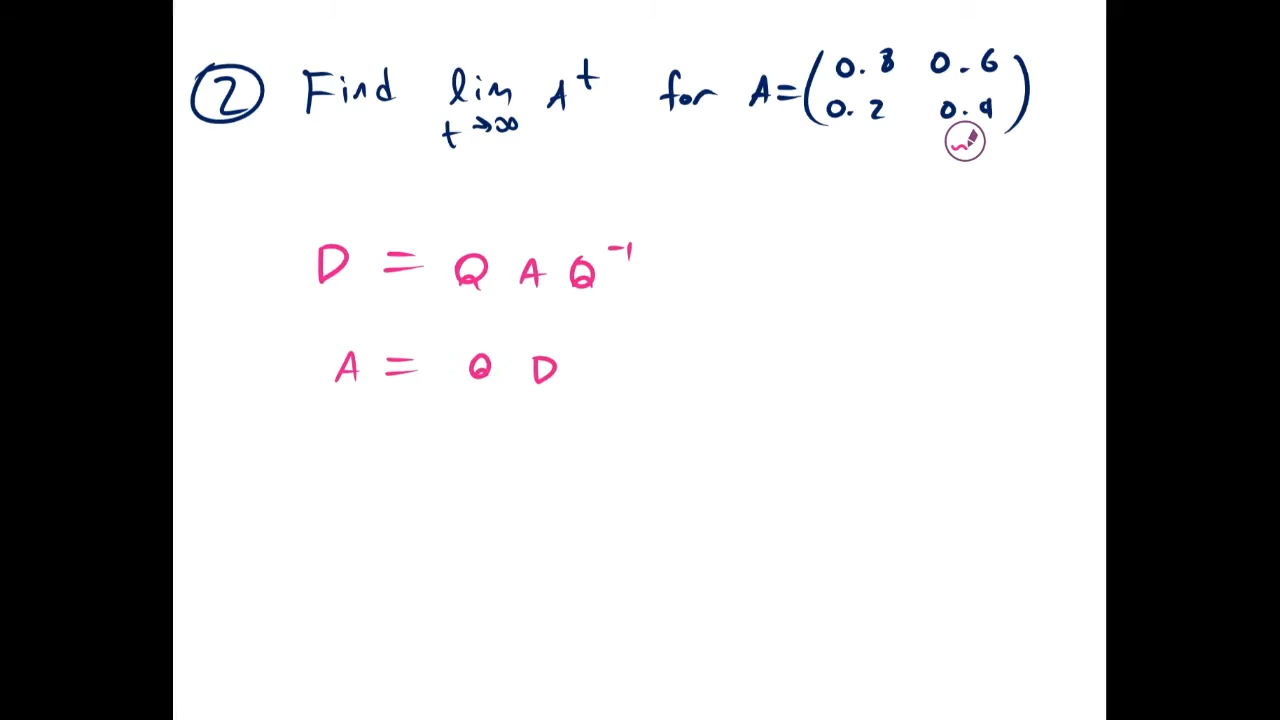 ② Find lim t→∞ A^t for A = (0.8 0.6
0.2 0.4)
D = Q A Q^-1
A = Q D